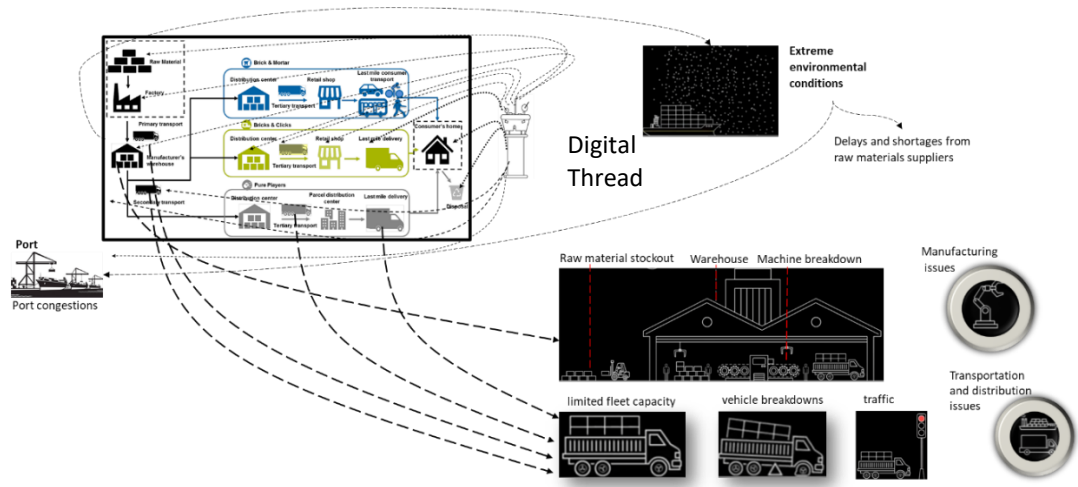 Raw Material
Factory
Primary transport
Manufacturer's
warehouse
Secondary transport
Brick & Mortar
Distribution center
Tertiary transport
Retail shop
Last mile consumer
transport
Bricks & Clicks
Distribution center
Tertiary transport
Retail shop
Last mile delivery
Consumer's home
Pure Players
Distribution center
Tertiary transport
Parcel distribution
center
Last mile delivery
Disposal
Digital
Thread
Extreme
environmental
conditions
Delays and shortages from
raw materials suppliers
Port
Port congestions
Raw material stockout
Warehouse
Machine breakdown
Manufacturing
issues
limited fleet capacity
vehicle breakdowns
traffic
Transportation
and distribution
issues